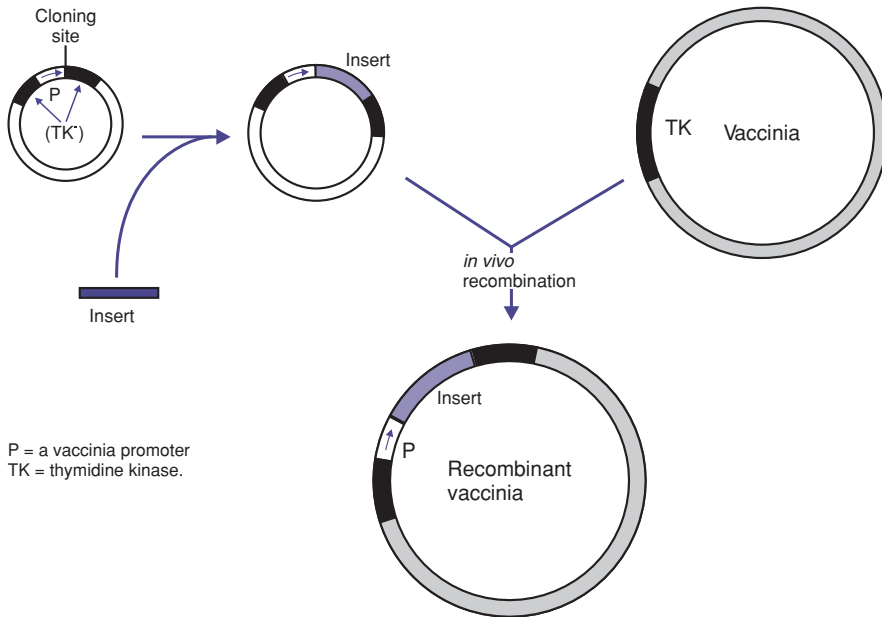 Cloning
site
P
(TK-)
Insert
Insert
TK
Vaccinia
in vivo
recombination
Insert
P
Recombinant
vaccinia
P = a vaccinia promoter
TK = thymidine kinase.